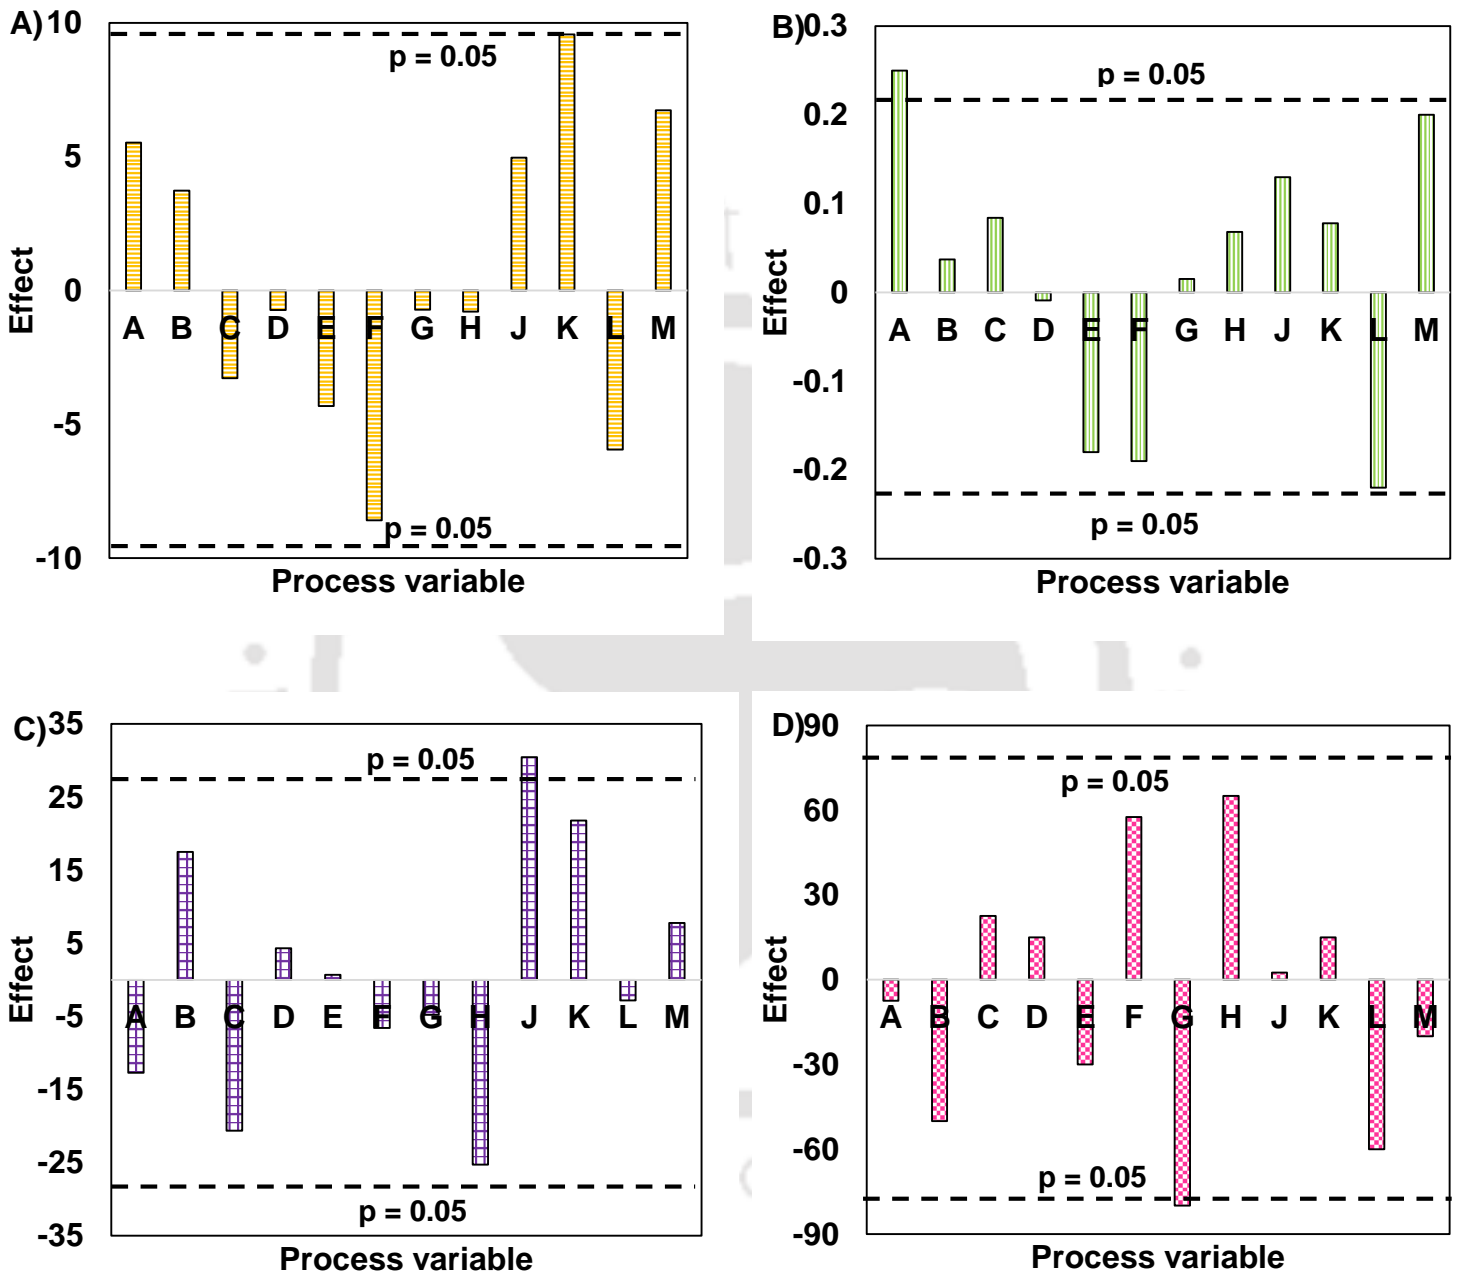 A)
10
5
0
-5
-10
Effect
p = 0.05
A B C D E F G H J K L M
p = 0.05
Process variable
B)
0.3
0.2
0.1
0
-0.1
-0.2
-0.3
Effect
p = 0.05
A B C D E F G H J K L M
p = 0.05
Process variable
C)
35
25
15
5
-5
-15
-25
-35
Effect
p = 0.05
A B C D E F G H J K L M
p = 0.05
Process variable
D)
90
60
30
0
-30
-60
-90
Effect
p = 0.05
A B C D E F G H J K L M
p = 0.05
Process variable